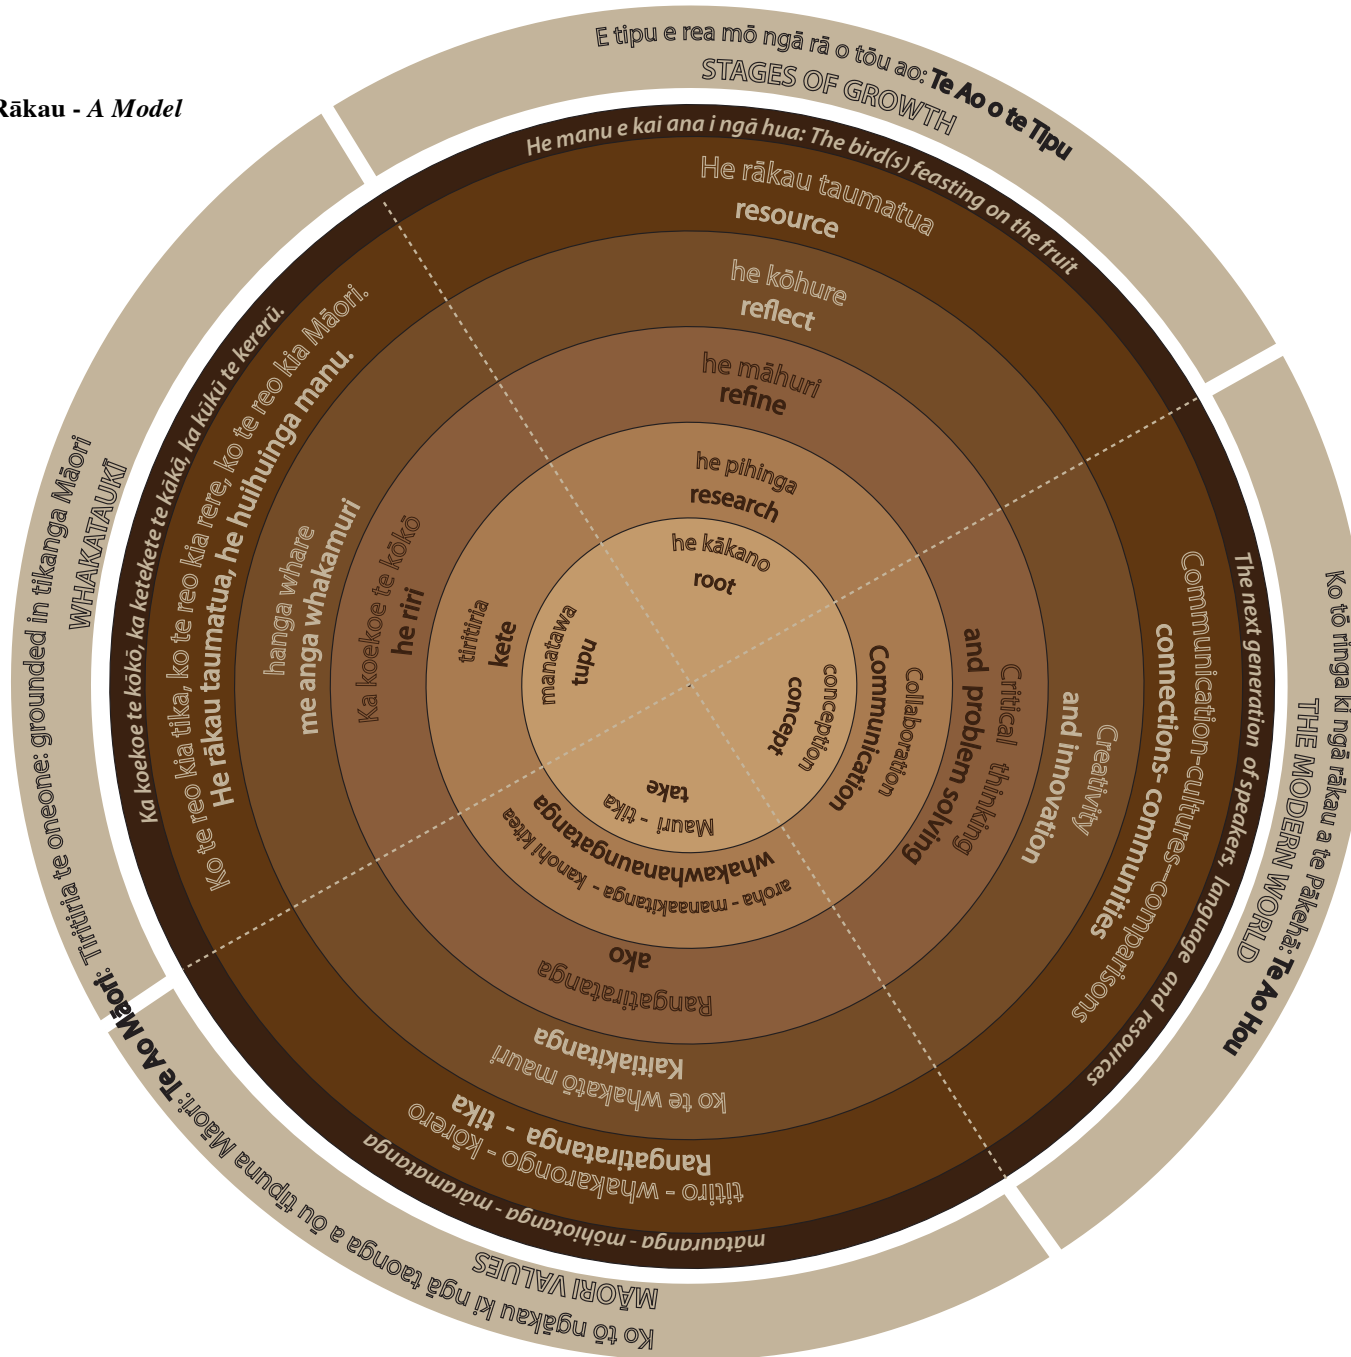 Rākau - A Model
E tipu e rea mō ngā rā o tōu ao: Te Ao o te Tipu
STAGES OF GROWTH
He manu e kai ana i ngā hua: The bird(s) feasting on the fruit
He rākau taumatua
resource
he kōhure
reflect
he māhuri
refine
he pihinga
research
he kākano
root
Ko tō ringa ki ngā rākau a te Pākehā: Te Ao Hou
THE MODERN WORLD
The next generation of speakers, language and resources
Communication-cultures–comparisons
connections- communities
Creativity
and innovation
Critical thinking
and problem solving
Collaboration
Communication
conception
concept
Ko tō ngākau ki ngā taonga a ōu tīpuna Māori: Te Ao Māori
MĀORI VALUES
mātauranga - mōhiotanga - māramatanga
titiro - whakarongo - kōrero
Rangatiratanga - tika
ko te whakatō mauri
Kaitiakitanga
Rangatiratanga
ako
aroha - manaakitanga - kanohi kitea
whakawhanaungatanga
Mauri - tika
take
: Tiritiria te oneone: grounded in tikanga Māori
WHAKATAUKĪ
Ka koekoe te kōkō, ka ketekete te kākā, ka kūkū te kererū.
Ko te reo kia tika, ko te reo kia rere, ko te reo kia Māori.
He rākau taumatua, he huihuinga manu.
hanga whare
me anga whakamuri
Ka koekoe te kōkō
he riri
tiritiria
kete
manatawa
tupu